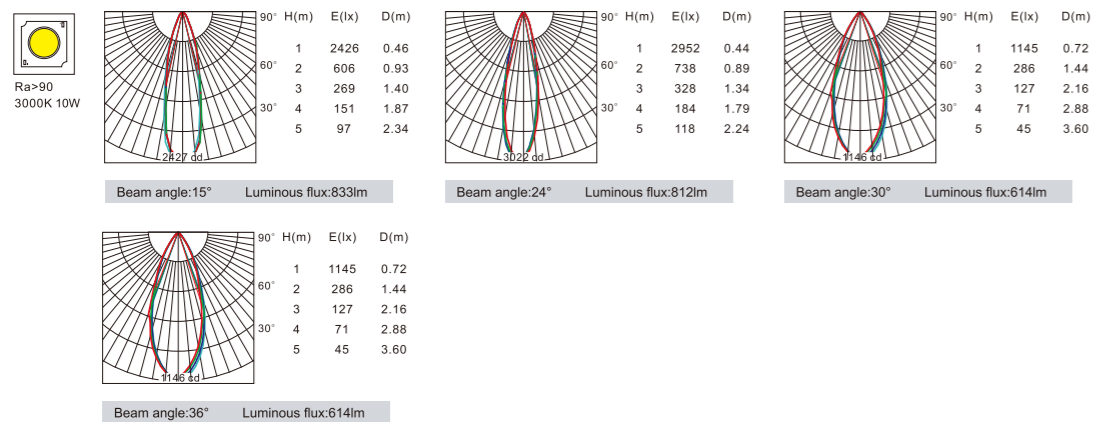 Ra>90
3000K 10W
90° H(m) E(lx) D(m)
1 2426 0.46
60° 2 606 0.93
3 269 1.40
30° 4 151 1.87
5 97 2.34
2427 cd
Beam angle:15° Luminous flux:833lm
90° H(m) E(lx) D(m)
1 2952 0.44
60° 2 738 0.89
3 328 1.34
30° 4 184 1.79
5 118 2.24
3022 cd
Beam angle:24° Luminous flux:812lm
90° H(m) E(lx) D(m)
1 1145 0.72
60° 2 286 1.44
3 127 2.16
30° 4 71 2.88
5 45 3.60
1146 cd
Beam angle:30° Luminous flux:614lm
90° H(m) E(lx) D(m)
1 1145 0.72
60° 2 286 1.44
3 127 2.16
30° 4 71 2.88
5 45 3.60
1146 cd
Beam angle:36° Luminous flux:614lm